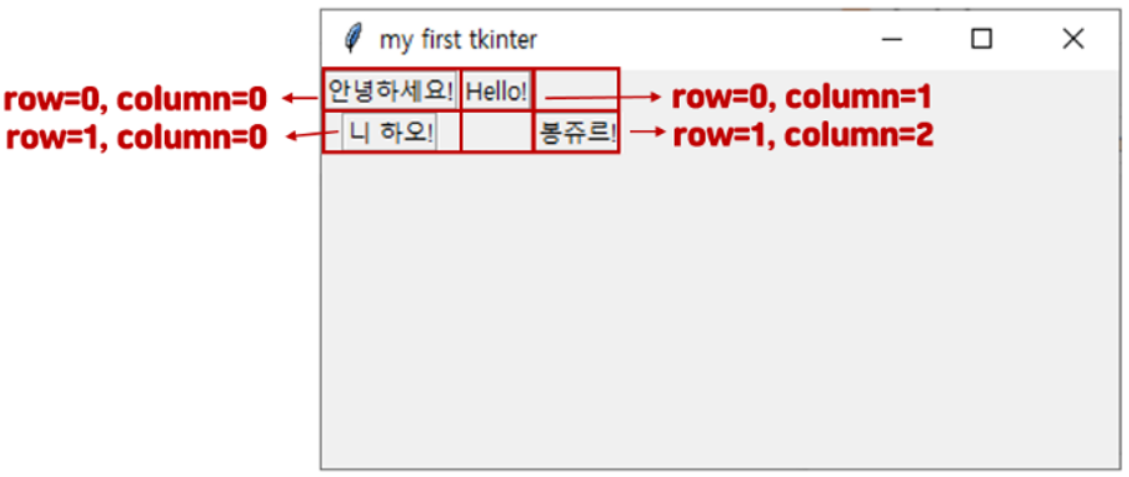 my first tkinter
row=0, column=0
안녕하세요! Hello!
row=0, column=1
row=1, column=0
니 하오! 봉쥬르!
row=1, column=2